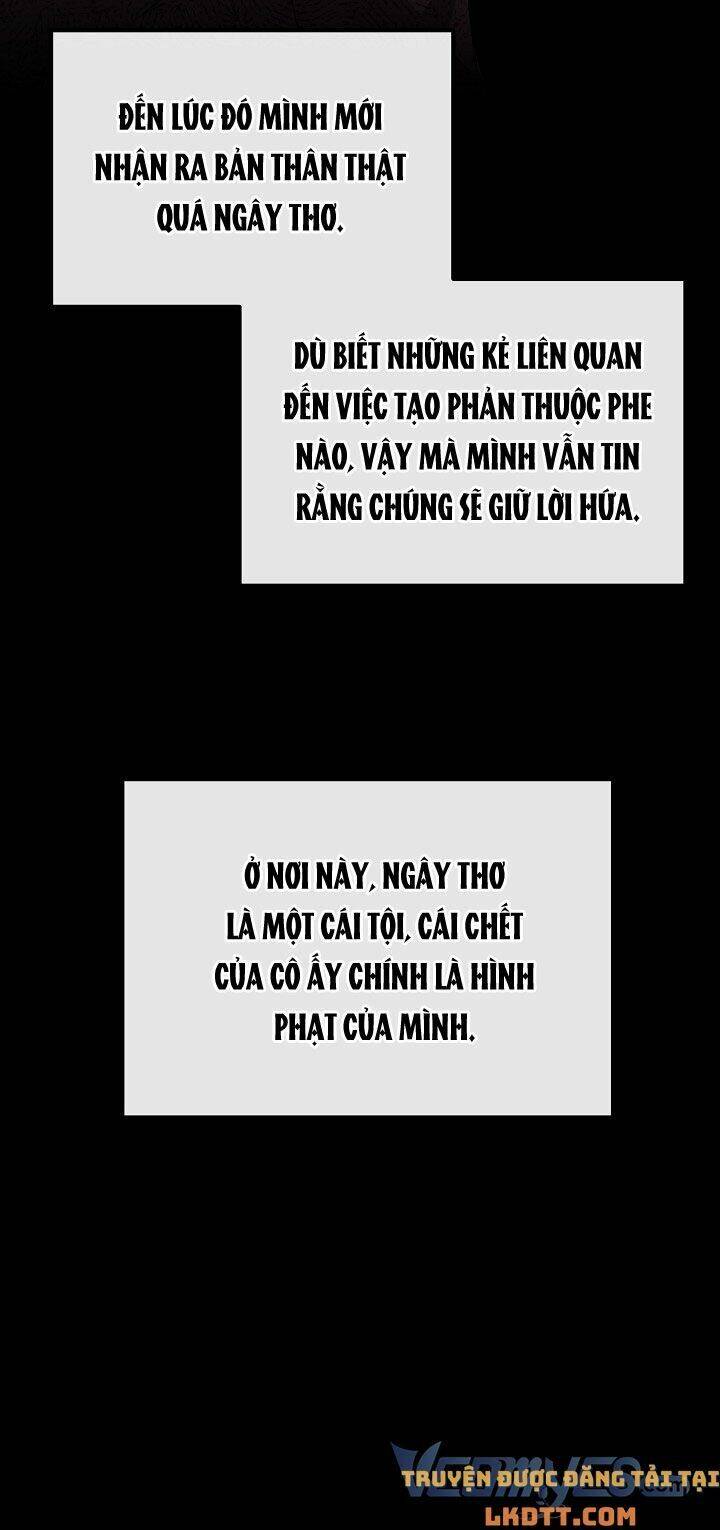 ĐẾN LÚC ĐÓ MÌNH MỚI
NHẬN RA BẢN THÂN THẬT
QUÁ NGÂY THƠ.
DÙ BIẾT NHỮNG KẺ LIÊN QUAN
ĐẾN VIỆC TẠO PHẢN THUỘC PHE
NÀO, VẬY MÀ MÌNH VẪN TIN
RẰNG CHÚNG SẼ GIỮ LỜI HỨA.
Ở NƠI NÀY, NGÂY THƠ
LÀ MỘT CÁI TỘI, CÁI CHẾT
CỦA CÔ ẤY CHÍNH LÀ HÌNH
PHẠT CỦA MÌNH.
TRUYỆN ĐƯỢC ĐĂNG TẢI TẠI
LKDTT.COM